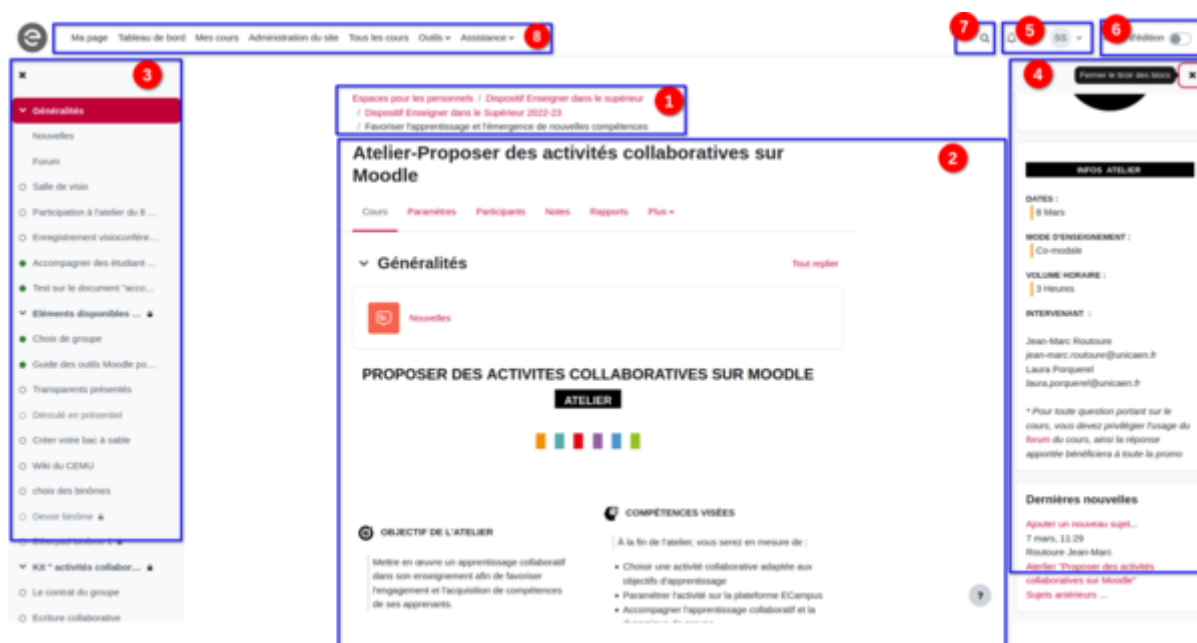 Ma page Tableau de bord Mes cours Administration du site Tous les cours Outils Assistance 8
7
5 SS
6 d'édition
3
Généralités
Nouvelles
Forum
Salle de visio
Participation à l'atelier du 8 ...
Enregistrement visioconfére...
Accompagner des étudiant·...
Test sur le document "acco...
Eléments disponibles ...
Choix de groupe
Guide des outils Moodle po...
Transparents présentés
Déroulé en présentiel
Créer votre bac à sable
Wiki du CEMU
choix des binômes
Devoir binôme
Kit " activités collabor...
Le contrat du groupe
Ecriture collaborative
1
Espaces pour les personnels / Dispositif Enseigner dans le supérieur
/ Dispositif Enseigner dans le Supérieur 2022-23
/ Favoriser l'apprentissage et l'émergence de nouvelles compétences
2
Atelier-Proposer des activités collaboratives sur
Moodle
Cours Paramètres Participants Notes Rapports Plus
Généralités Tout replier
Nouvelles
PROPOSER DES ACTIVITES COLLABORATIVES SUR MOODLE
ATELIER
OBJECTIF DE L'ATELIER
Mettre en œuvre un apprentissage collaboratif
dans son enseignement afin de favoriser
l'engagement et l'acquisition de compétences
de ses apprenants.
COMPÉTENCES VISÉES
À la fin de l'atelier, vous serez en mesure de :
Choisir une activité collaborative adaptée aux
objectifs d'apprentissage
Paramétrer l'activité sur la plateforme ECampus
Accompagner l'apprentissage collaboratif et la
?
4
Fermer le tiroir des blocs
INFOS ATELIER
DATES :
8 Mars
MODE D'ENSEIGNEMENT :
Co-modale
VOLUME HORAIRE :
3 Heures
INTERVENANT :
Jean-Marc Routoure
jean-marc.routoure@unicaen.fr
Laura Porquerel
laura.porquerel@unicaen.fr
* Pour toute question portant sur le
cours, vous devez privilégier l'usage du
forum du cours, ainsi la réponse
apportée bénéficiera à toute la promo
Dernières nouvelles
Ajouter un nouveau sujet...
7 mars, 11:29
Routoure Jean-Marc
Atelier "Proposer des activités
collaboratives sur Moodle"
Sujets antérieurs ...